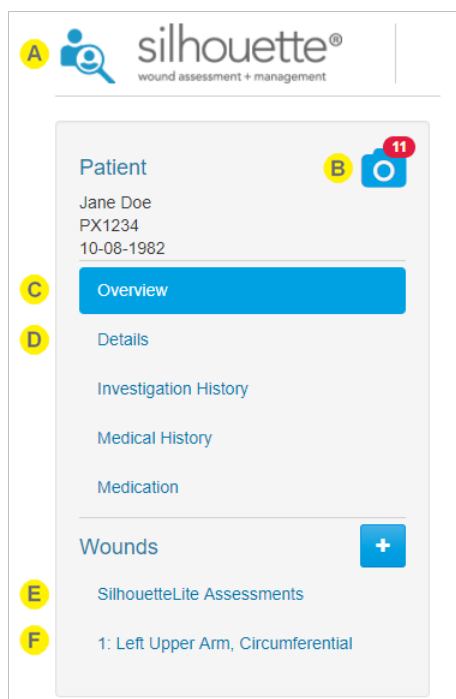 A
silhouette®
wound assessment + management
Patient
B
11
Jane Doe
PX1234
10-08-1982
C
Overview
D
Details
Investigation History
Medical History
Medication
Wounds
+
E
SilhouetteLite Assessments
F
1: Left Upper Arm, Circumferential